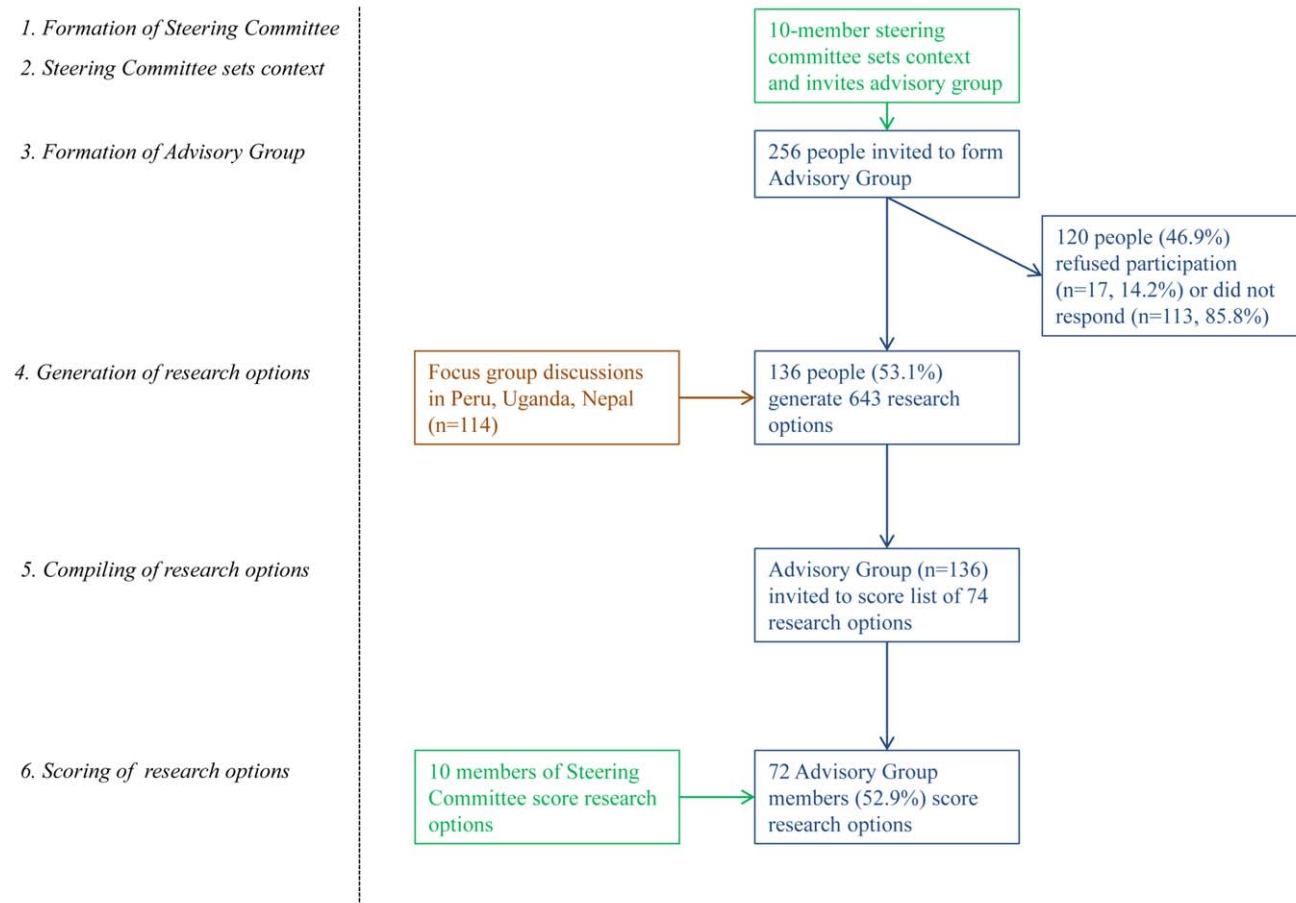 1. Formation of Steering Committee
2. Steering Committee sets context
10-member steering
committee sets context
and invites advisory group
3. Formation of Advisory Group
256 people invited to form
Advisory Group
120 people (46.9%)
refused participation
(n=17, 14.2%) or did not
respond (n=113, 85.8%)
4. Generation of research options
Focus group discussions
in Peru, Uganda, Nepal
(n=114)
136 people (53.1%)
generate 643 research
options
5. Compiling of research options
Advisory Group (n=136)
invited to score list of 74
research options
6. Scoring of research options
10 members of Steering
Committee score research
options
72 Advisory Group
members (52.9%) score
research options